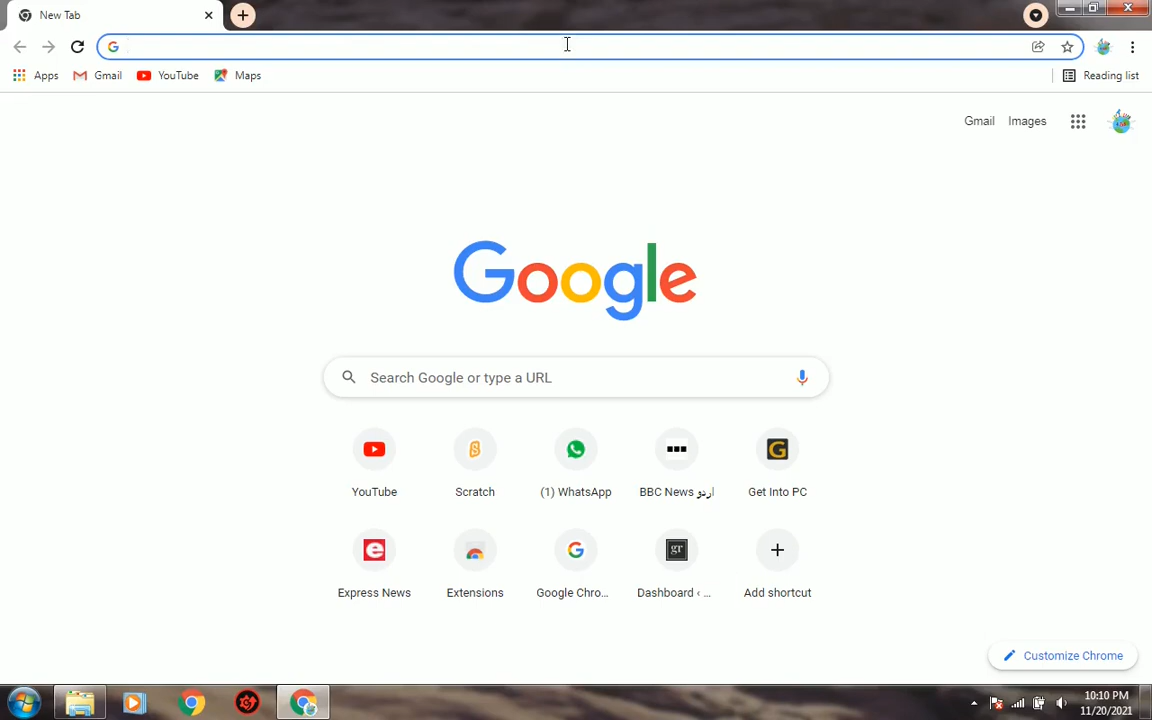 New Tab
Apps Gmail YouTube Maps Reading list
Gmail Images
Google
Search Google or type a URL
YouTube Scratch (1) WhatsApp BBC News اردو Get Into PC
Express News Extensions Google Chro... Dashboard ‹ ... Add shortcut
Customize Chrome
10:10 PM
11/20/2021